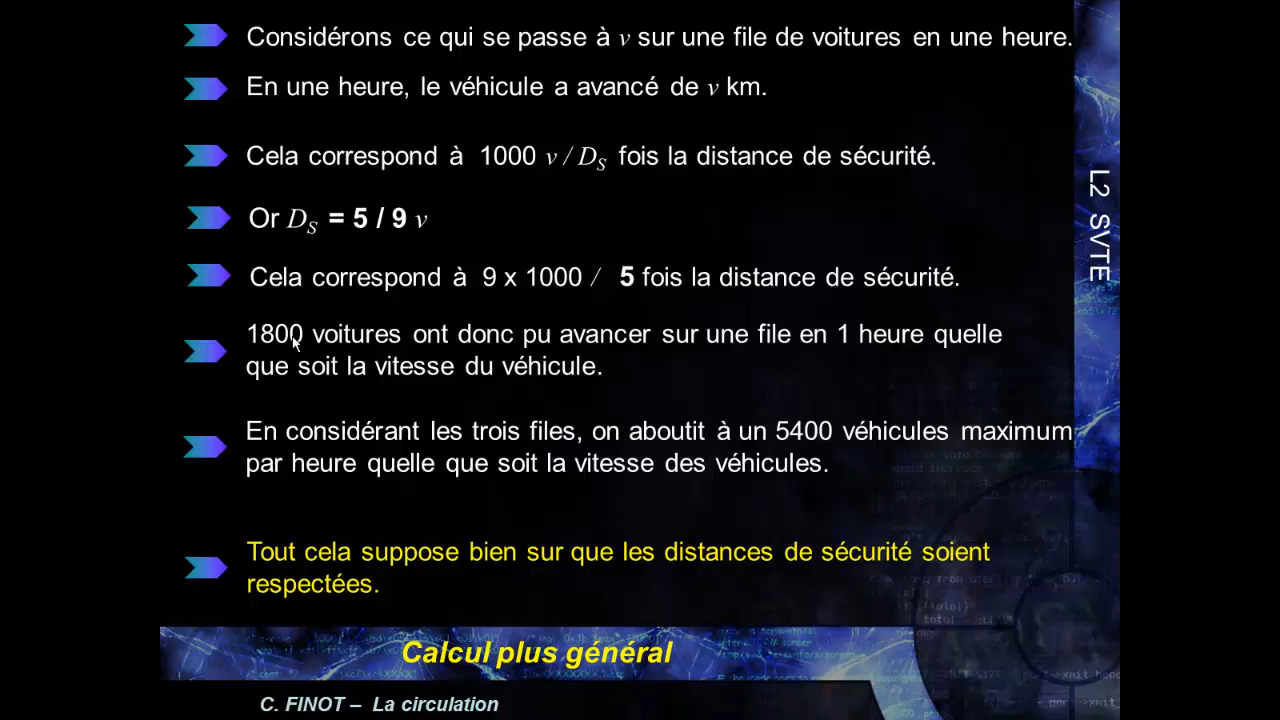 Considérons ce qui se passe à v sur une file de voitures en une heure.
En une heure, le véhicule a avancé de v km.
Cela correspond à 1000 v / DS fois la distance de sécurité.
Or DS = 5 / 9 v
Cela correspond à 9 x 1000 / 5 fois la distance de sécurité.
1800 voitures ont donc pu avancer sur une file en 1 heure quelle
que soit la vitesse du véhicule.
En considérant les trois files, on aboutit à un 5400 véhicules maximum
par heure quelle que soit la vitesse des véhicules.
Tout cela suppose bien sur que les distances de sécurité soient
respectées.
L2 SVTE
Calcul plus général
C. FINOT – La circulation